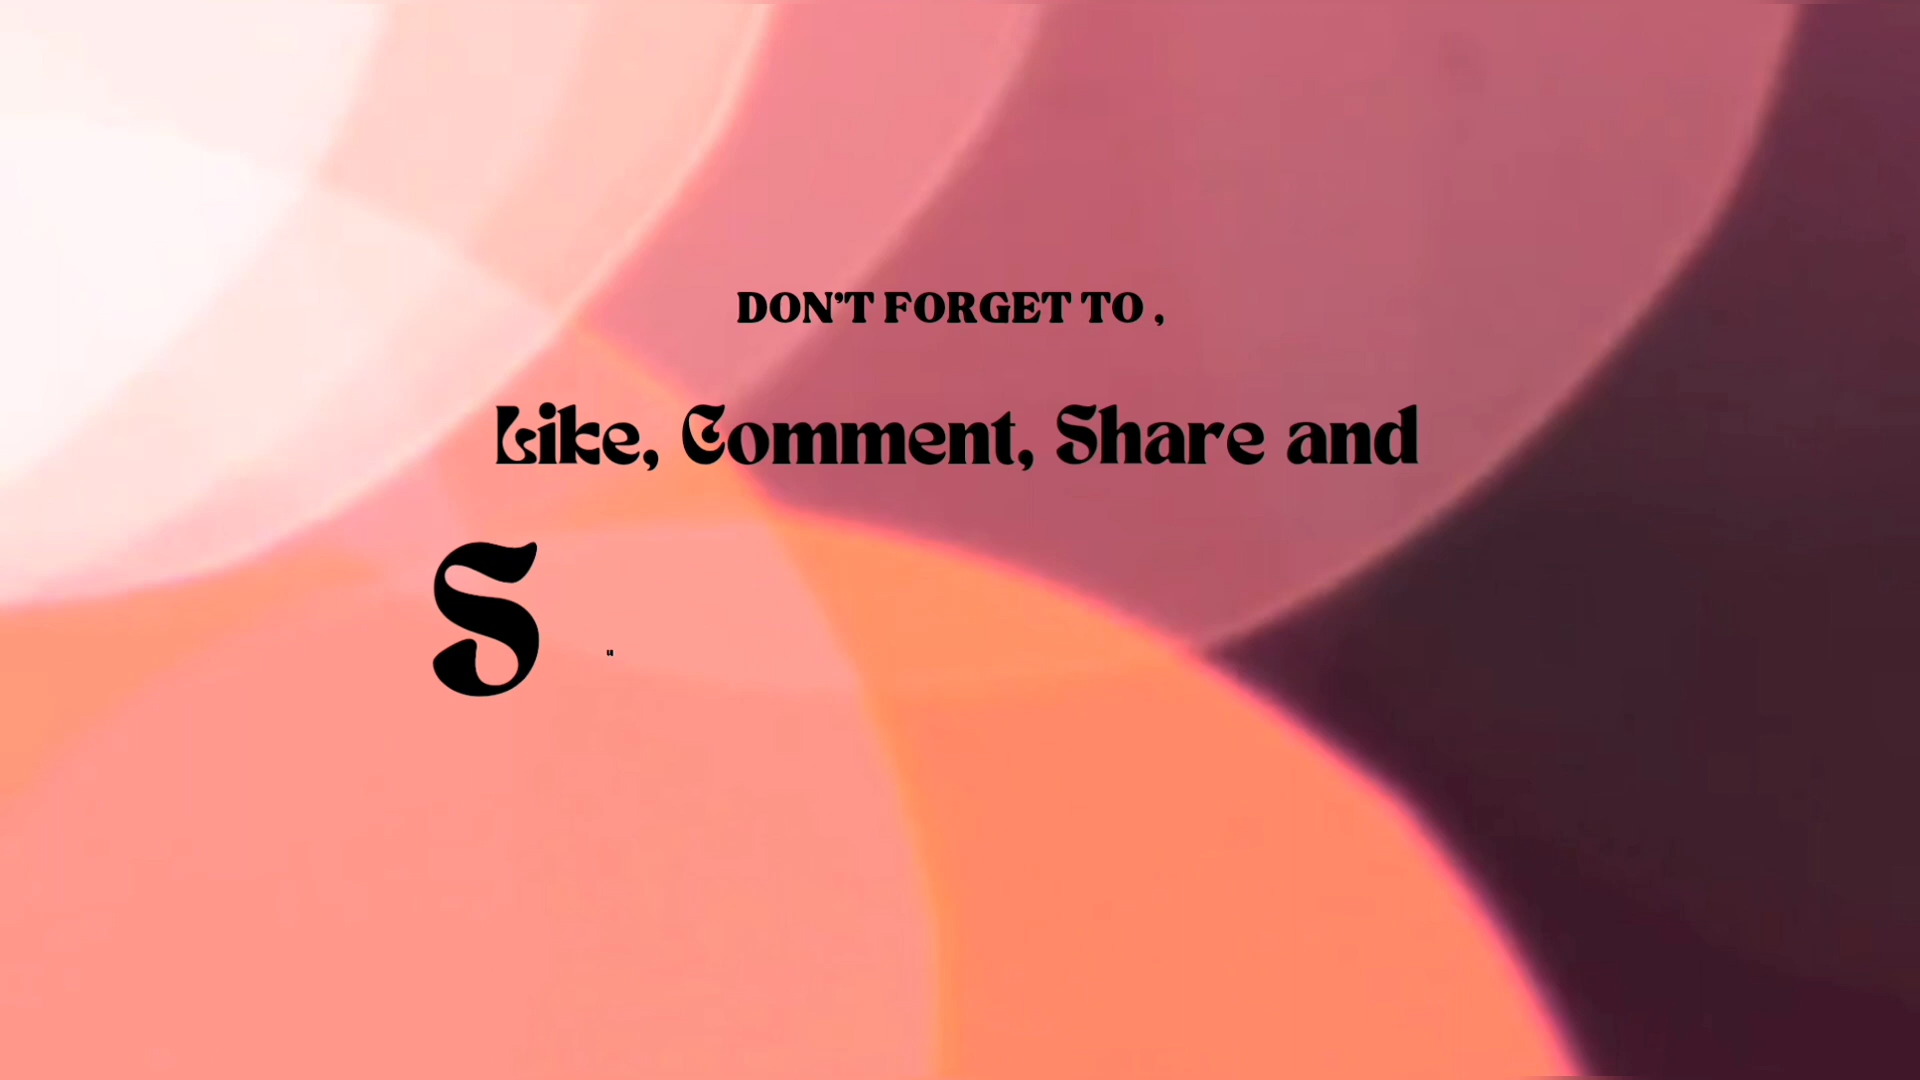 DON'T FORGET TO ,
Like, Comment, Share and
S u